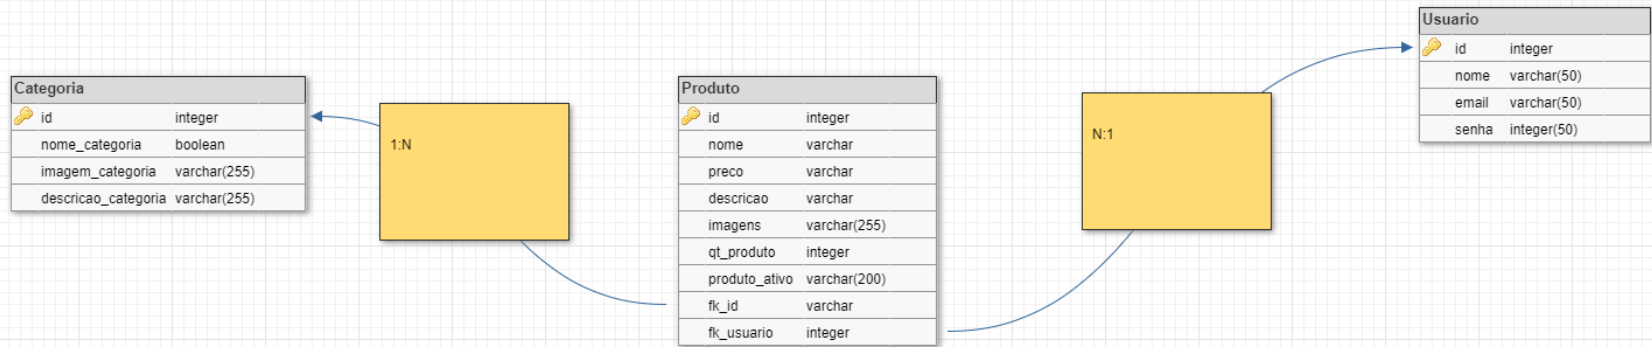 Categoria
id integer
nome_categoria boolean
imagem_categoria varchar(255)
descricao_categoria varchar(255)
1:N
Produto
id integer
nome varchar
preco varchar
descricao varchar
imagens varchar(255)
qt_produto integer
produto_ativo varchar(200)
fk_id varchar
fk_usuario integer
N:1
Usuario
id integer
nome varchar(50)
email varchar(50)
senha integer(50)